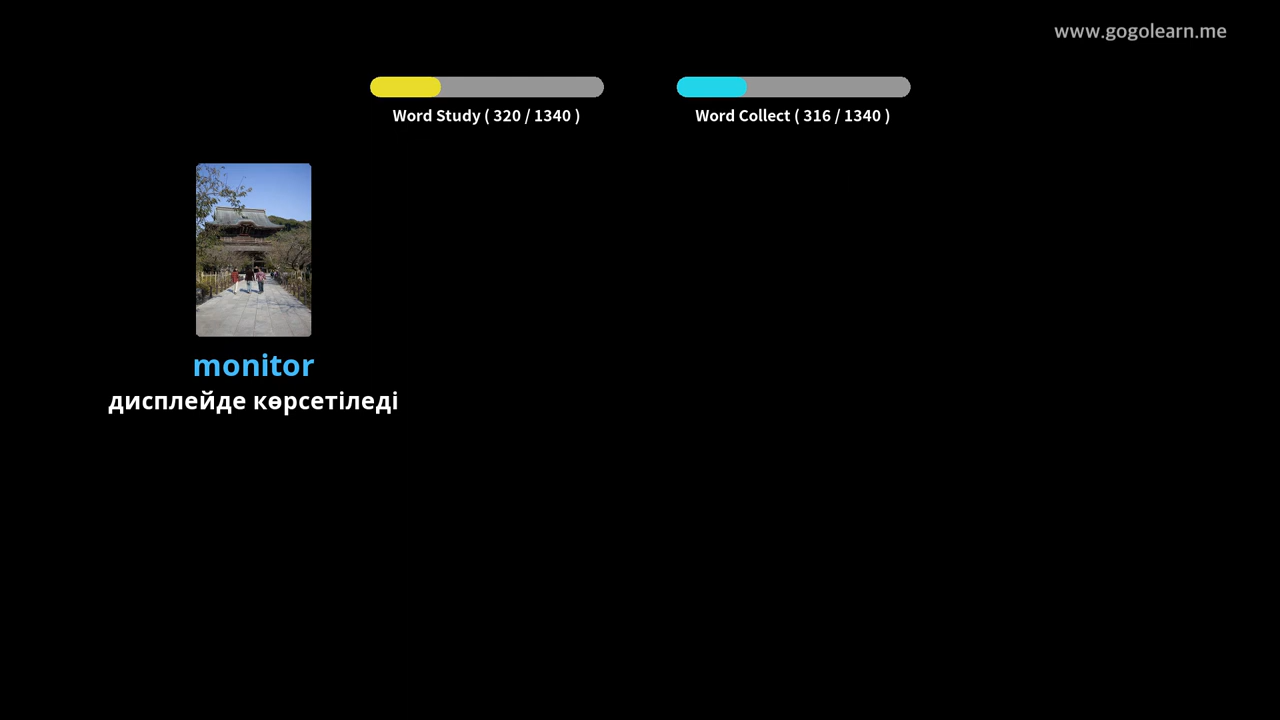 www.gogolearn.me
Word Study ( 320 / 1340 )
Word Collect ( 316 / 1340 )
monitor
дисплейде көрсетіледі